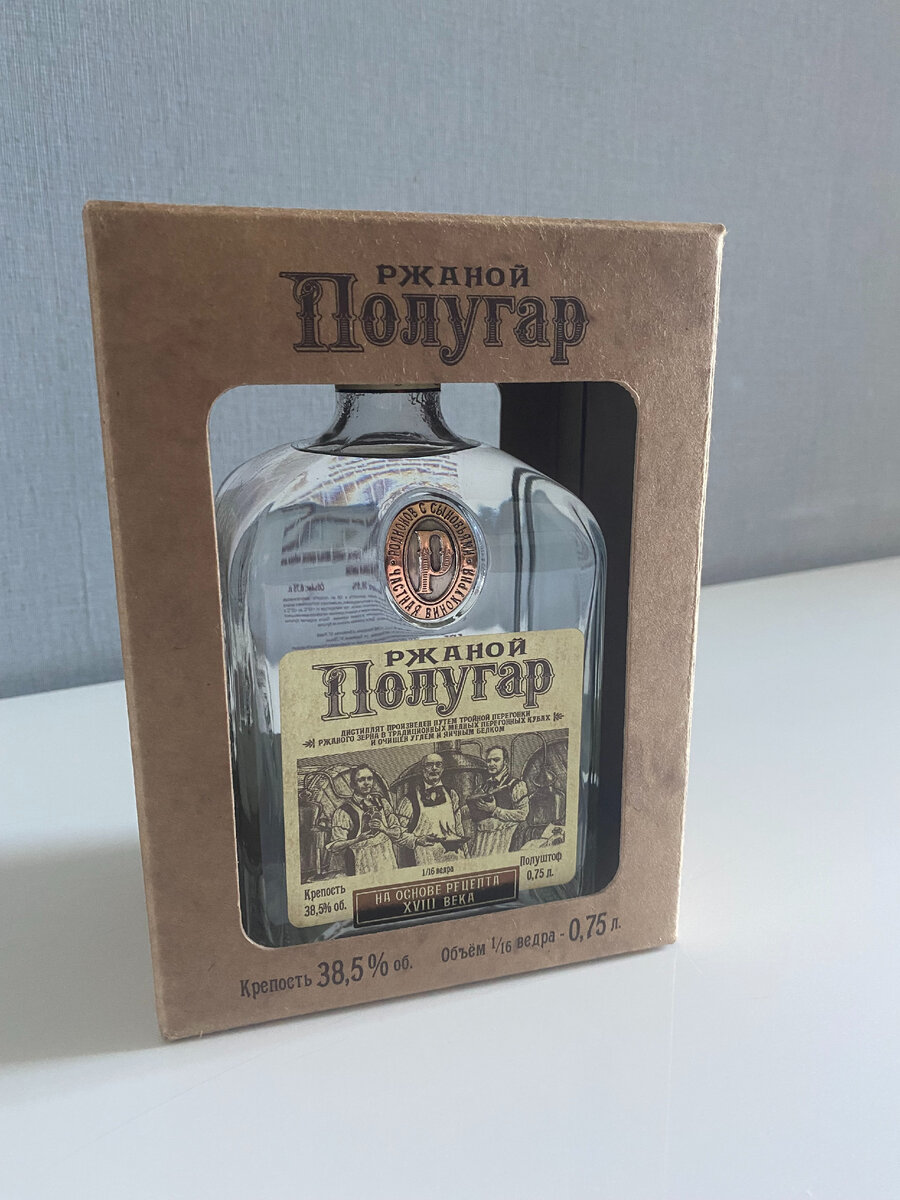 РЖАНОЙ
Полугар
РОДИОНОВ С СЫНОВЬЯМИ
Р
ЧАСТНАЯ ВИНОКУРНЯ
РЖАНОЙ
Полугар
ДИСТИЛЛЯТ ПРОИЗВЕДЕН ПУТЕМ ТРОЙНОЙ ПЕРЕГОНКИ
РЖАНОГО ЗЕРНА В ТРАДИЦИОННЫХ МЕДНЫХ ПЕРЕГОННЫХ КУБАХ
И ОЧИЩЕН УГЛЕМ И ЯИЧНЫМ БЕЛКОМ
Крепость
38,5% об.
1/16 ведра
Полуштоф
0,75 л.
НА ОСНОВЕ РЕЦЕПТА
XVIII ВЕКА
Крепость 38,5% об.
Объём 1/16 ведра - 0,75 л.